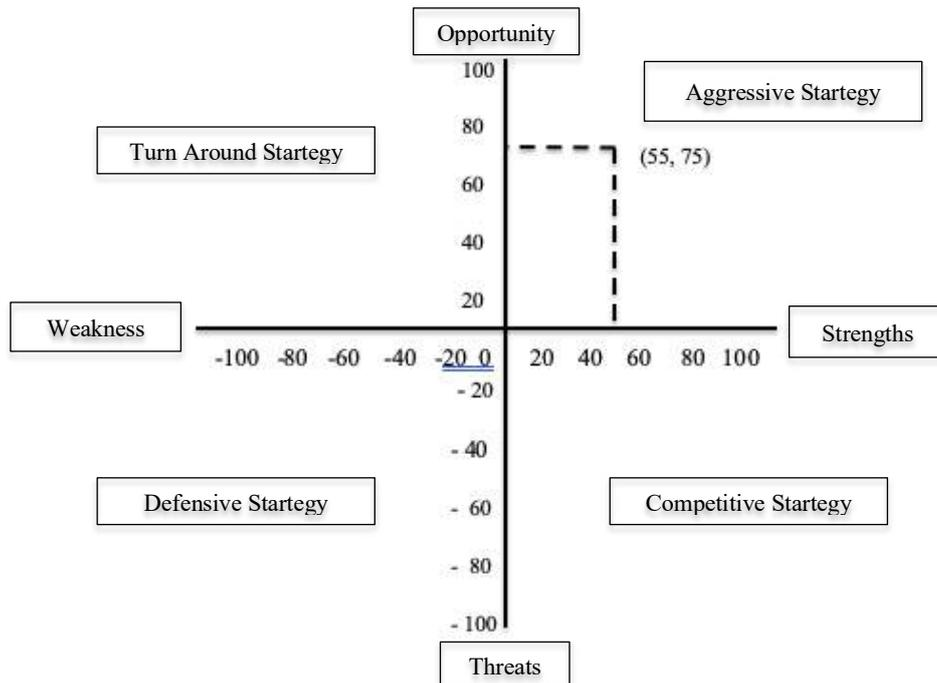 Opportunity
100
Aggressive Startegy
80
Turn Around Startegy
(55, 75)
60
40
20
Weakness
Strengths
-100 -80 -60 -40 -20 0 20 40 60 80 100
- 20
- 40
Defensive Startegy
Competitive Startegy
- 60
- 80
- 100
Threats